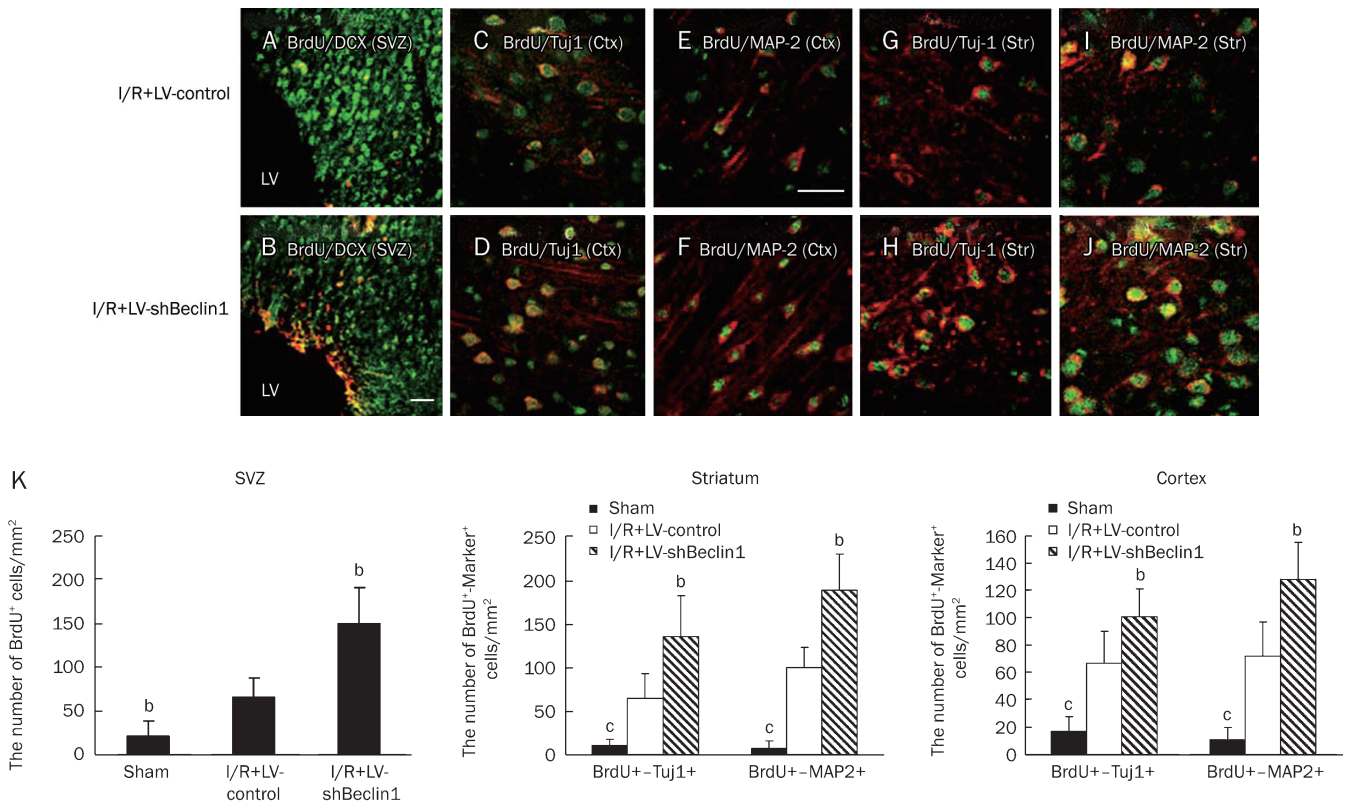 A BrdU/DCX (SVZ)
C BrdU/Tuj1 (Ctx)
E BrdU/MAP-2 (Ctx)
G BrdU/Tuj-1 (Str)
I BrdU/MAP-2 (Str)
I/R+LV-control
LV
B BrdU/DCX (SVZ)
D BrdU/Tuj1 (Ctx)
F BrdU/MAP-2 (Ctx)
H BrdU/Tuj-1 (Str)
J BrdU/MAP-2 (Str)
I/R+LV-shBeclin1
LV
K
SVZ
The number of BrdU⁺ cells/mm²
250
200
150
100
50
0
b
b
Sham
I/R+LV-
control
I/R+LV-
shBeclin1
Striatum
Sham
I/R+LV-control
I/R+LV-shBeclin1
The number of BrdU⁺-Marker⁺
cells/mm²
250
200
150
100
50
0
c
b
c
b
BrdU+–Tuj1+
BrdU+–MAP2+
Cortex
Sham
I/R+LV-control
I/R+LV-shBeclin1
The number of BrdU⁺-Marker⁺
cells/mm²
160
140
120
100
80
60
40
20
0
c
b
c
b
BrdU+–Tuj1+
BrdU+–MAP2+